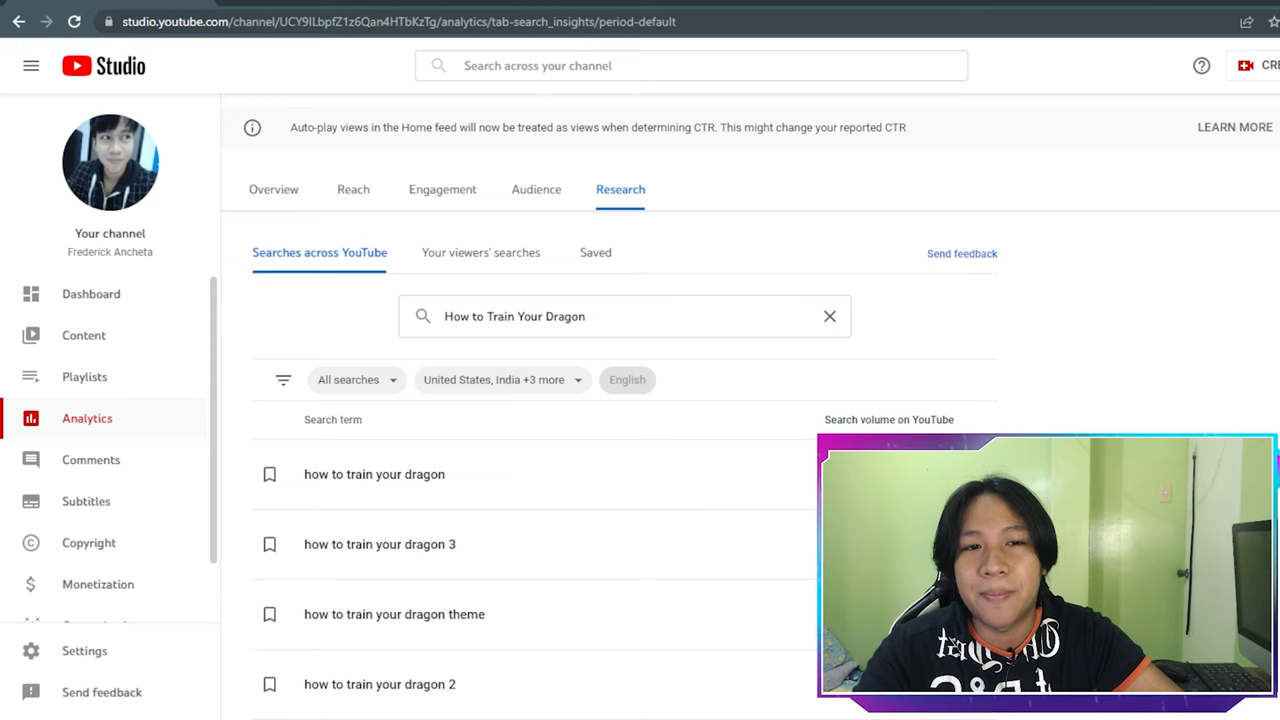 studio.youtube.com/channel/UCY9ILbpfZ1z6Qan4HTbKzTg/analytics/tab-search_insights/period-default
Studio
Search across your channel
CRE
Auto-play views in the Home feed will now be treated as views when determining CTR. This might change your reported CTR
LEARN MORE
Overview
Reach
Engagement
Audience
Research
Your channel
Frederick Ancheta
Searches across YouTube
Your viewers' searches
Saved
Send feedback
Dashboard
Content
Playlists
Analytics
Comments
Subtitles
Copyright
Monetization
Settings
Send feedback
How to Train Your Dragon
All searches
United States, India +3 more
English
Search term
Search volume on YouTube
how to train your dragon
how to train your dragon 3
how to train your dragon theme
how to train your dragon 2